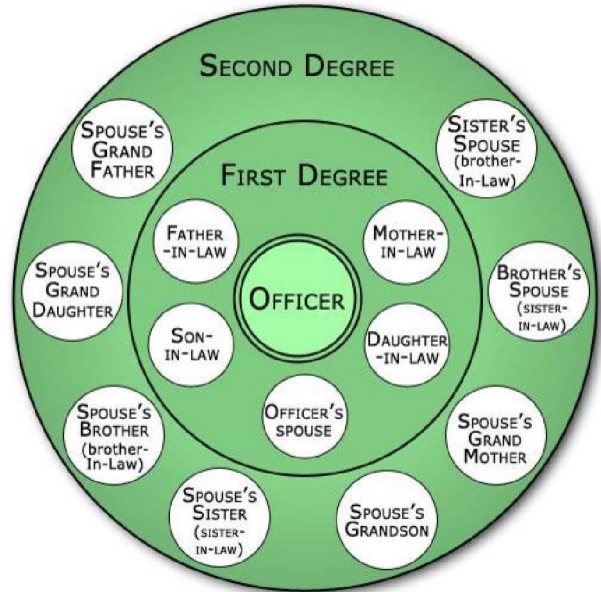 SECOND DEGREE
SPOUSE'S
GRAND
FATHER
SISTER'S
SPOUSE
(brother-
In-Law)
FIRST DEGREE
FATHER
-IN-LAW
MOTHER-
IN-LAW
SPOUSE'S
GRAND
DAUGHTER
OFFICER
BROTHER'S
SPOUSE
(SISTER-
IN-LAW)
SON-
IN-LAW
DAUGHTER
-IN-LAW
OFFICER'S
SPOUSE
SPOUSE'S
BROTHER
(brother-
In-Law)
SPOUSE'S
GRAND
MOTHER
SPOUSE'S
SISTER
(SISTER-
IN-LAW)
SPOUSE'S
GRANDSON